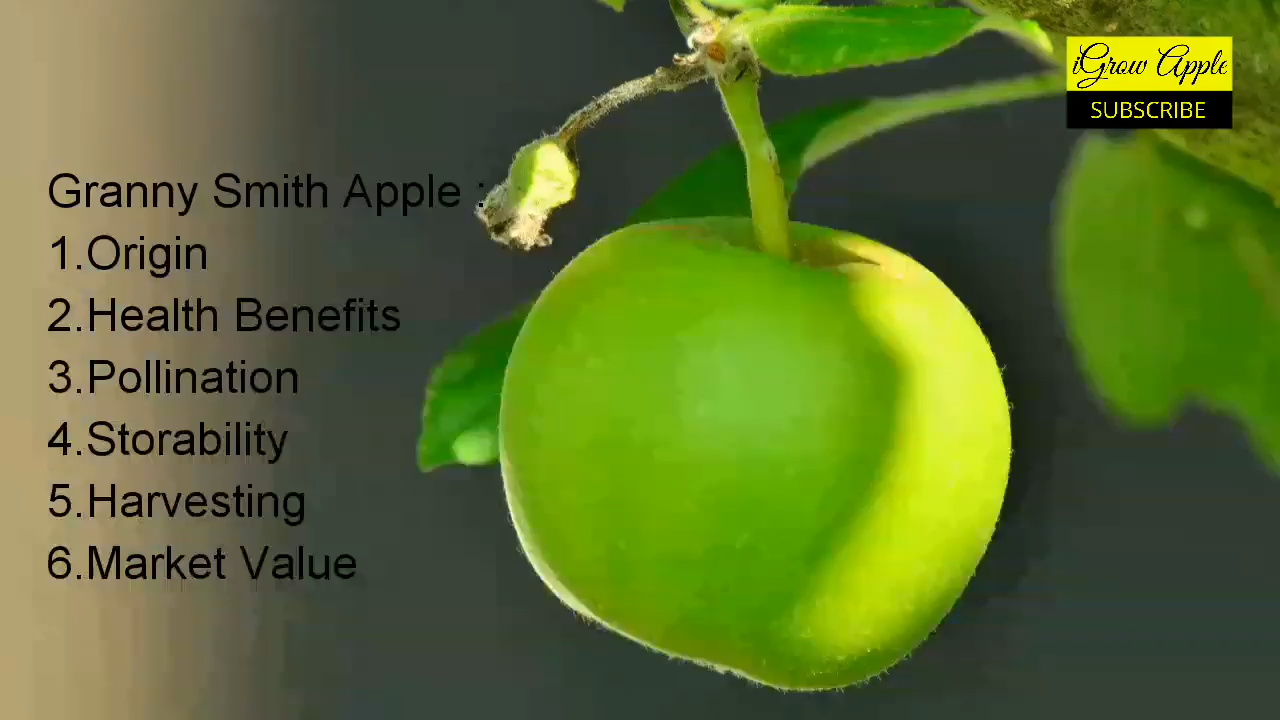 iGrow Apple
SUBSCRIBE
Granny Smith Apple :
1.Origin
2.Health Benefits
3.Pollination
4.Storability
5.Harvesting
6.Market Value